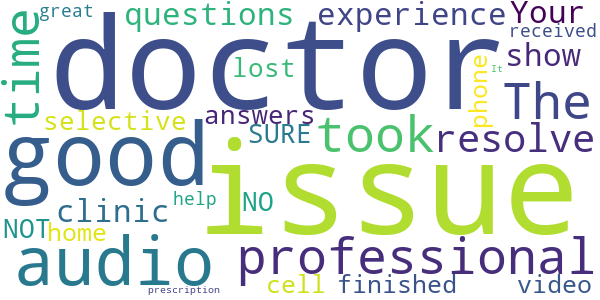 great
questions
experience
Your
received
time
doctor
lost
phone
It
show
selective
answers
SURE
The
good
issue
took
resolve
NOT
clinic
help
NO
home
audio
professional
prescription
cell
finished
video